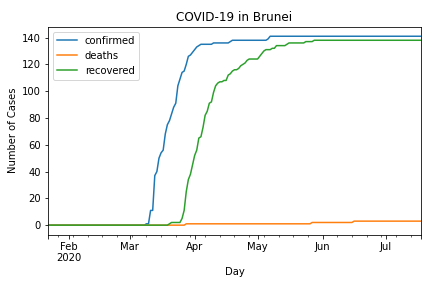 COVID-19 in Brunei
confirmed
deaths
recovered
Number of Cases
140
120
100
80
60
40
20
0
Feb Mar Apr May Jun Jul
2020
Day